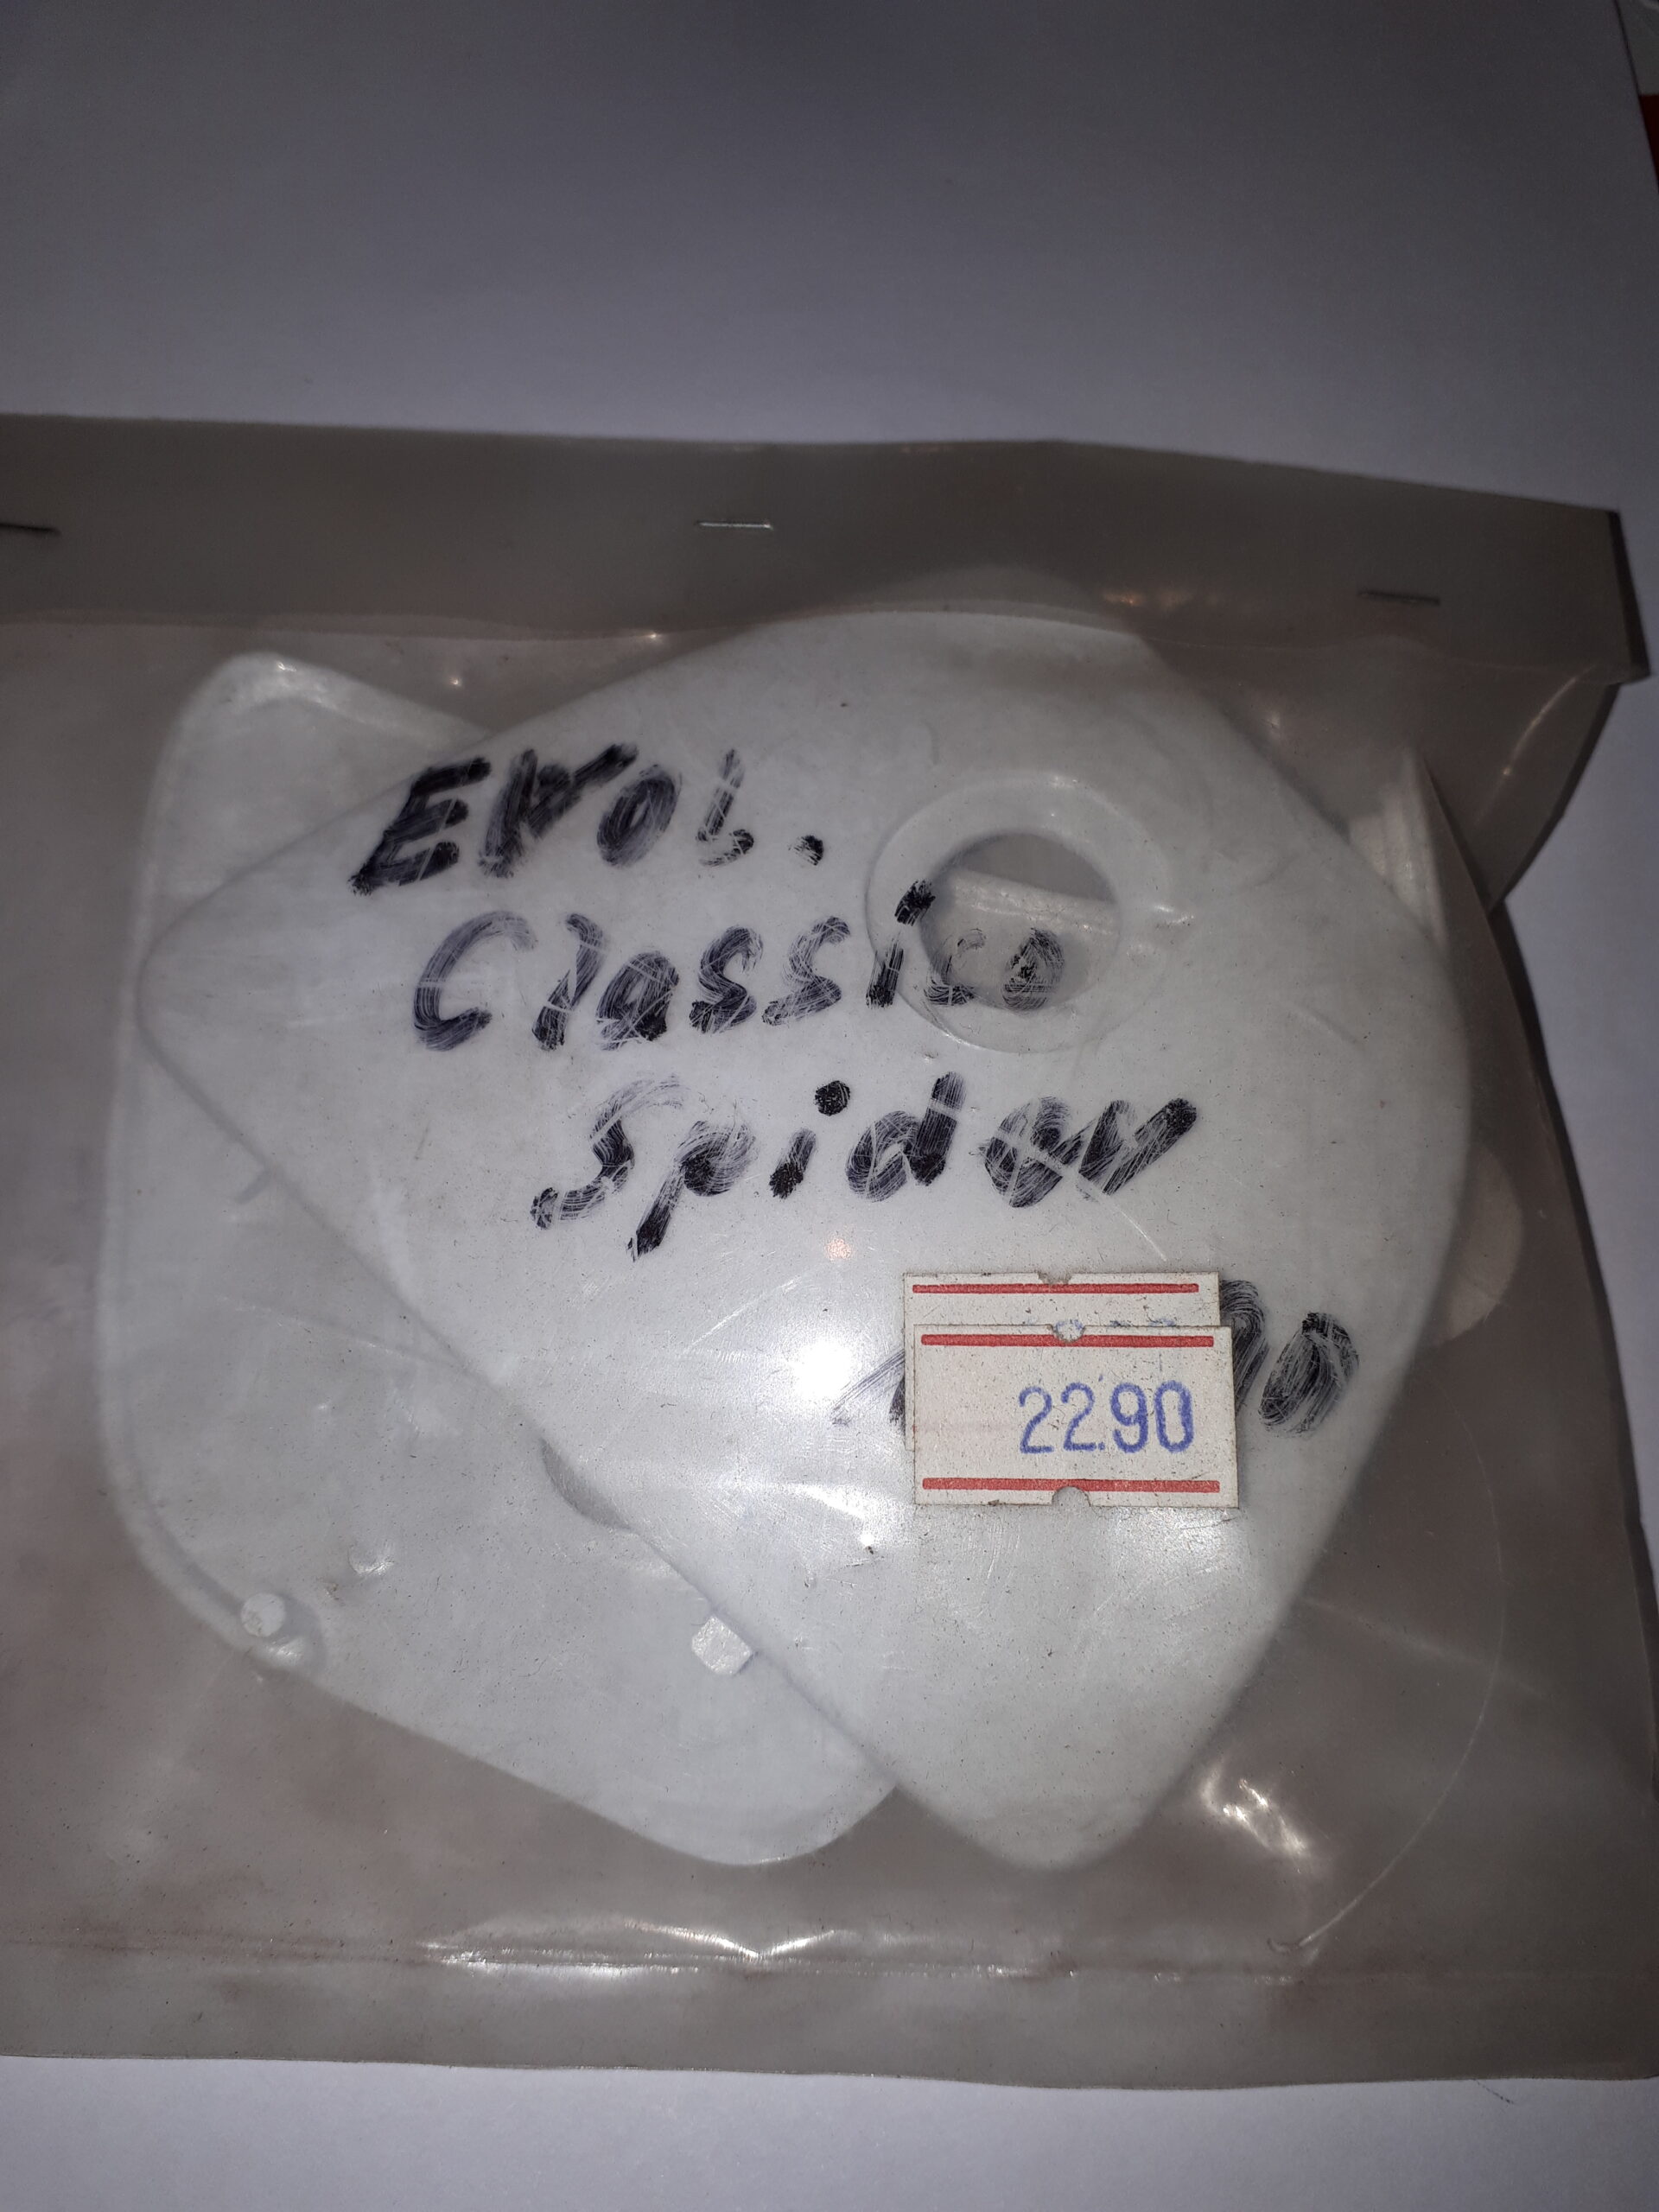 Evol.
Classic
Spider
22.90